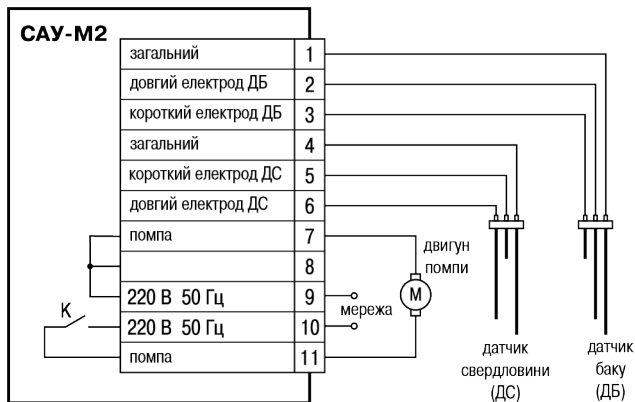 САУ-М2
загальний 1
довгий електрод ДБ 2
короткий електрод ДБ 3
загальний 4
короткий електрод ДС 5
довгий електрод ДС 6
помпа 7
8
220 В 50 Гц 9
220 В 50 Гц 10
помпа 11
К
двигун
помпи
М
мережа
датчик
свердловини
(ДС)
датчик
баку
(ДБ)